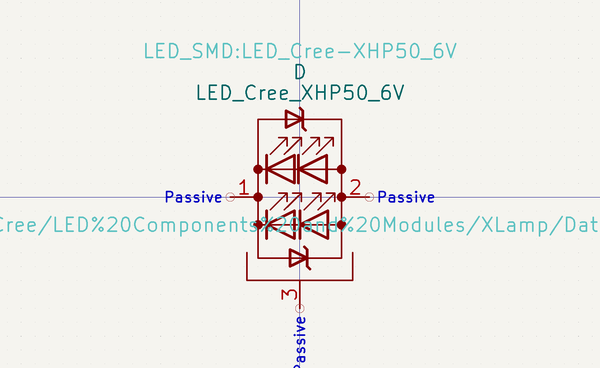 LED_SMD:LED_Cree-XHP50_6V
D
LED_Cree_XHP50_6V
Passive 1 2 Passive
Cree/LED%20Components%20and%20Modules/XLamp/Dat
3
Passive